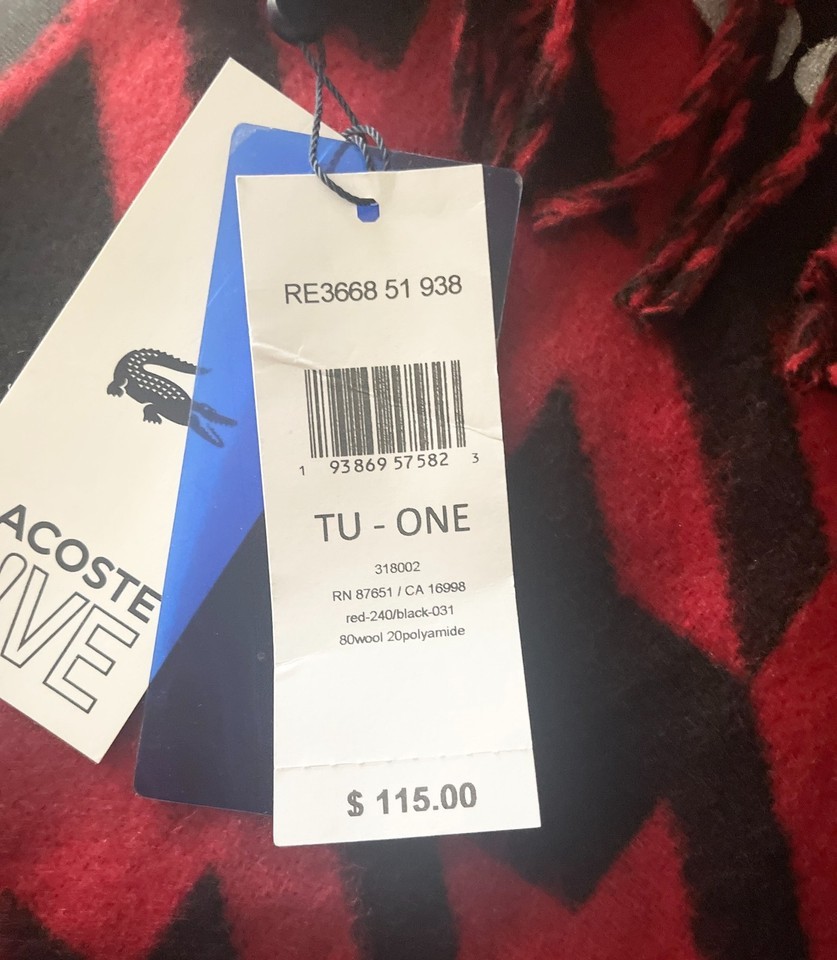 RE3668 51 938
1 93869 57582 3
TU - ONE
318002
RN 87651 / CA 16998
red-240/black-031
80wool 20polyamide
$ 115.00
ACOSTE
IVE